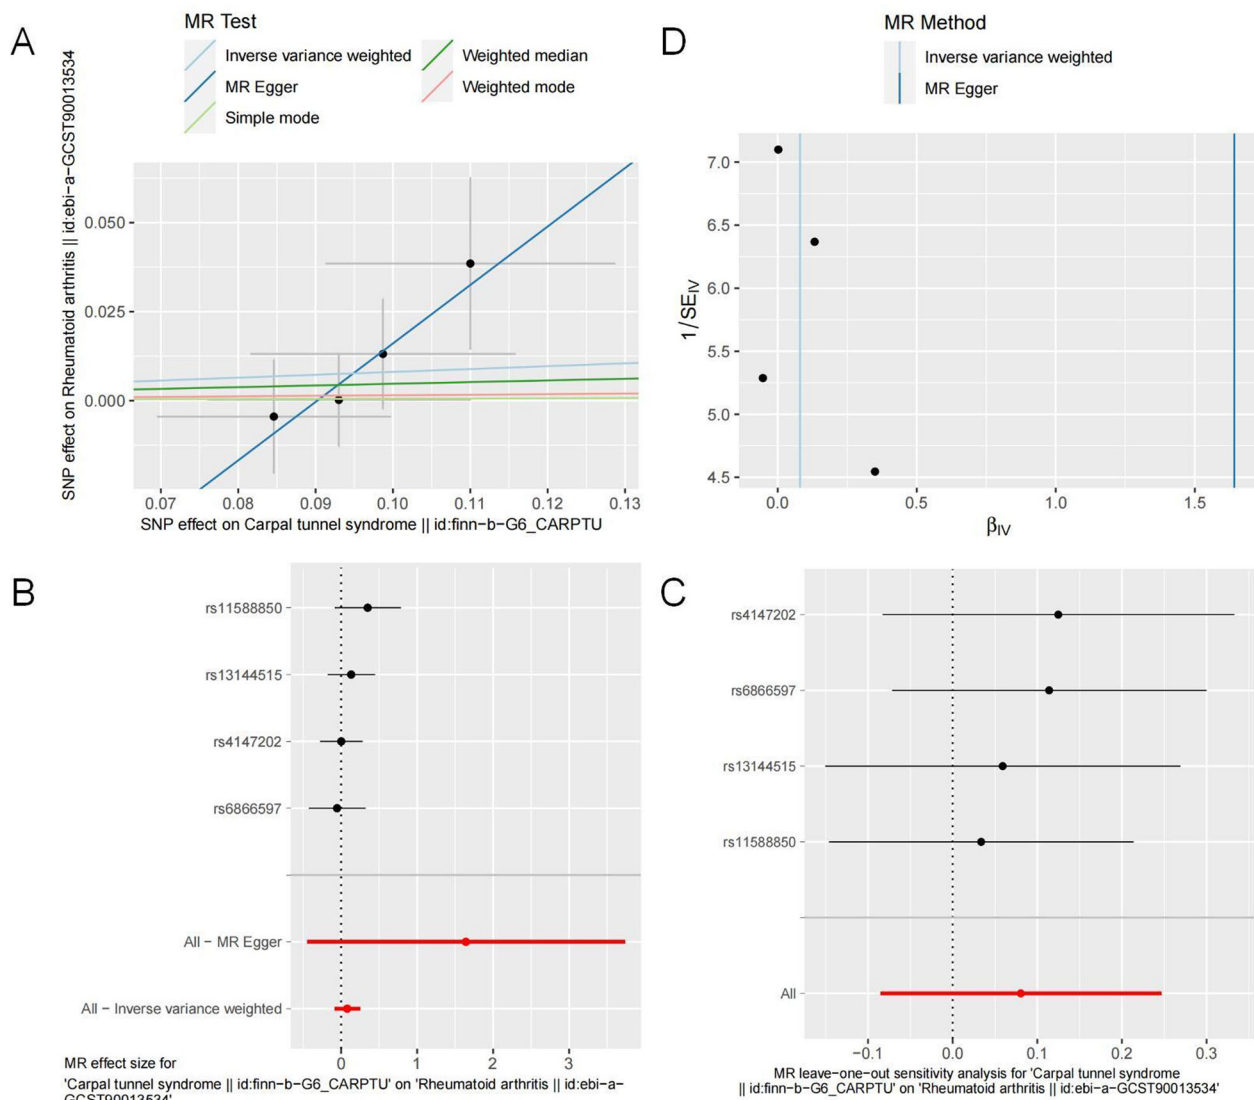 A
MR Test
Inverse variance weighted
MR Egger
Simple mode
Weighted median
Weighted mode
SNP effect on Rheumatoid arthritis || id:ebi−a−GCST90013534
0.050
0.025
0.000
0.07 0.08 0.09 0.10 0.11 0.12 0.13
SNP effect on Carpal tunnel syndrome || id:finn−b−G6_CARPTU
D
MR Method
Inverse variance weighted
MR Egger
1/SE_IV
7.0
6.5
6.0
5.5
5.0
4.5
0.0 0.5 1.0 1.5
β_IV
B
rs11588850
rs13144515
rs4147202
rs6866597
All − MR Egger
All − Inverse variance weighted
0 1 2 3
MR effect size for
'Carpal tunnel syndrome || id:finn−b−G6_CARPTU' on 'Rheumatoid arthritis || id:ebi−a−
GCST90013534'
C
rs4147202
rs6866597
rs13144515
rs11588850
All
−0.1 0.0 0.1 0.2 0.3
MR leave−one−out sensitivity analysis for 'Carpal tunnel syndrome
|| id:finn−b−G6_CARPTU' on 'Rheumatoid arthritis || id:ebi−a−GCST90013534'